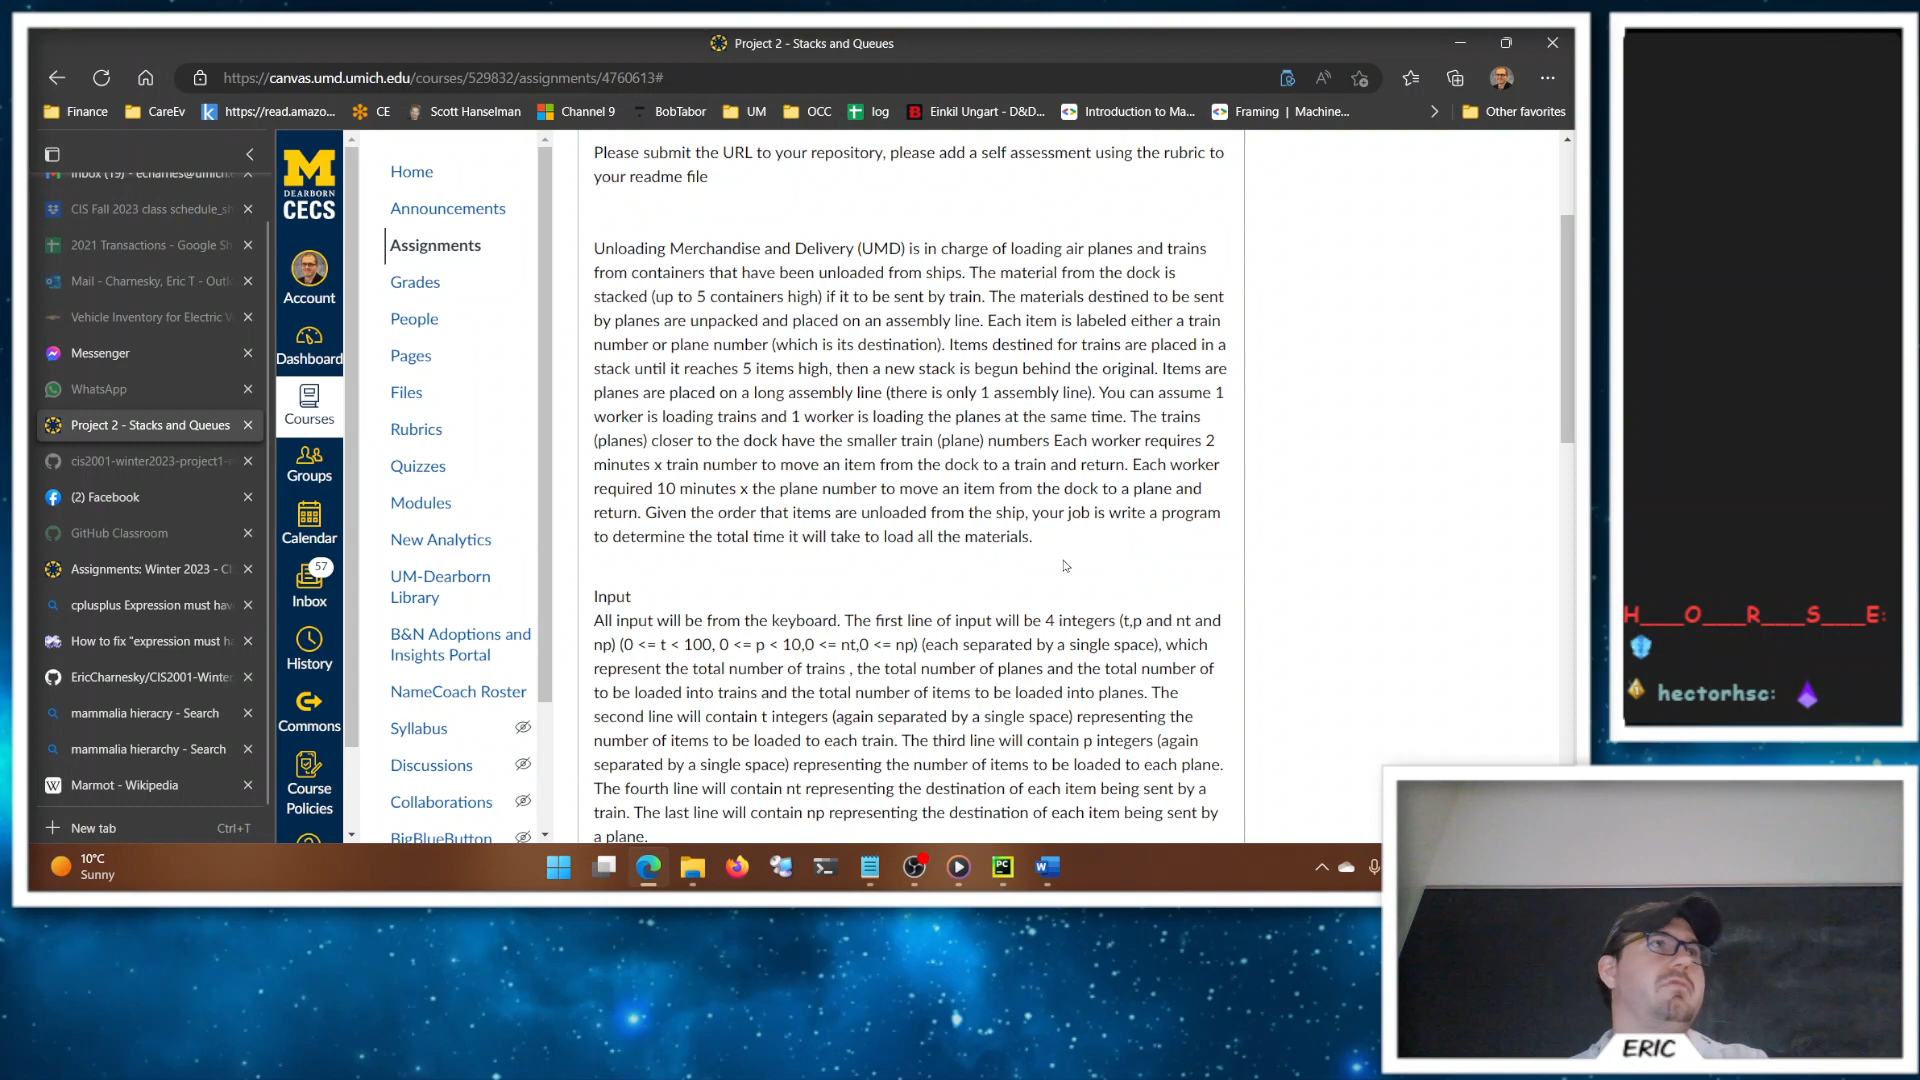 Project 2 - Stacks and Queues
https://canvas.umd.umich.edu/courses/529832/assignments/4760613#
Finance
CareEv
https://read.amazo...
CE
Scott Hanselman
Channel 9
BobTabor
UM
OCC
log
Einkil Ungart - D&D...
Introduction to Ma...
Framing | Machine...
Other favorites
Inbox (19) - echarnes@umich.
CIS Fall 2023 class schedule_s
2021 Transactions - Google Sh
Mail - Charnesky, Eric T - Outl
Vehicle Inventory for Electric V
Messenger
WhatsApp
Project 2 - Stacks and Queues
cis2001-winter2023-project1-
(2) Facebook
GitHub Classroom
Assignments: Winter 2023 - C
cplusplus Expression must hav
How to fix "expression must h
EricCharnesky/CIS2001-Winter
mammalia hieracry - Search
mammalia hierarchy - Search
Marmot - Wikipedia
New tab
Ctrl+T
M
DEARBORN
CECS
Account
Dashboard
Courses
Groups
Calendar
57
Inbox
History
Commons
Course
Policies
Home
Announcements
Assignments
Grades
People
Pages
Files
Rubrics
Quizzes
Modules
New Analytics
UM-Dearborn
Library
B&N Adoptions and
Insights Portal
NameCoach Roster
Syllabus
Discussions
Collaborations
BigBlueButton
Please submit the URL to your repository, please add a self assessment using the rubric to
your readme file
Unloading Merchandise and Delivery (UMD) is in charge of loading air planes and trains
from containers that have been unloaded from ships. The material from the dock is
stacked (up to 5 containers high) if it to be sent by train. The materials destined to be sent
by planes are unpacked and placed on an assembly line. Each item is labeled either a train
number or plane number (which is its destination). Items destined for trains are placed in a
stack until it reaches 5 items high, then a new stack is begun behind the original. Items are
planes are placed on a long assembly line (there is only 1 assembly line). You can assume 1
worker is loading trains and 1 worker is loading the planes at the same time. The trains
(planes) closer to the dock have the smaller train (plane) numbers Each worker requires 2
minutes x train number to move an item from the dock to a train and return. Each worker
required 10 minutes x the plane number to move an item from the dock to a plane and
return. Given the order that items are unloaded from the ship, your job is write a program
to determine the total time it will take to load all the materials.
Input
All input will be from the keyboard. The first line of input will be 4 integers (t,p and nt and
np) (0 <= t < 100, 0 <= p < 10,0 <= nt,0 <= np) (each separated by a single space), which
represent the total number of trains , the total number of planes and the total number of
to be loaded into trains and the total number of items to be loaded into planes. The
second line will contain t integers (again separated by a single space) representing the
number of items to be loaded to each train. The third line will contain p integers (again
separated by a single space) representing the number of items to be loaded to each plane.
The fourth line will contain nt representing the destination of each item being sent by a
train. The last line will contain np representing the destination of each item being sent by
a plane.
10°C
Sunny
H___O___R___S___E:
hectorhsc:
ERIC